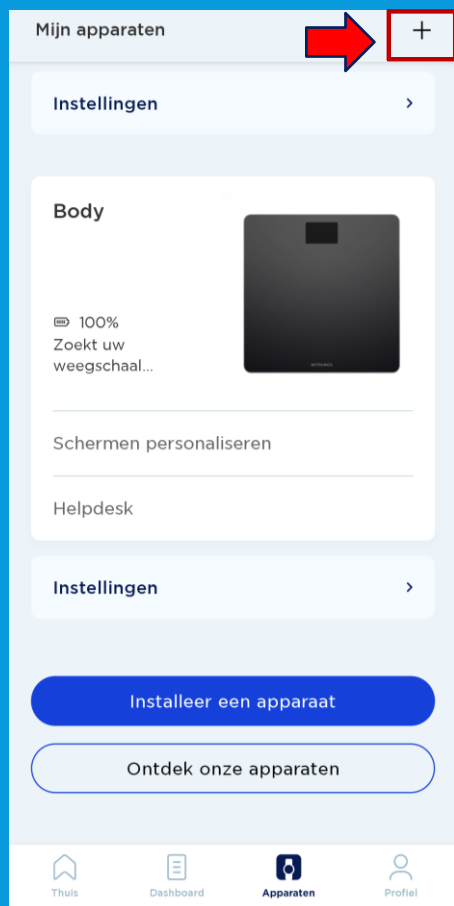 Mijn apparaten
Instellingen
Body
100%
Zoekt uw
weegschaal...
Schermen personaliseren
Helpdesk
Instellingen
Installeer een apparaat
Ontdek onze apparaten
Thuis Dashboard Apparaten Profiel